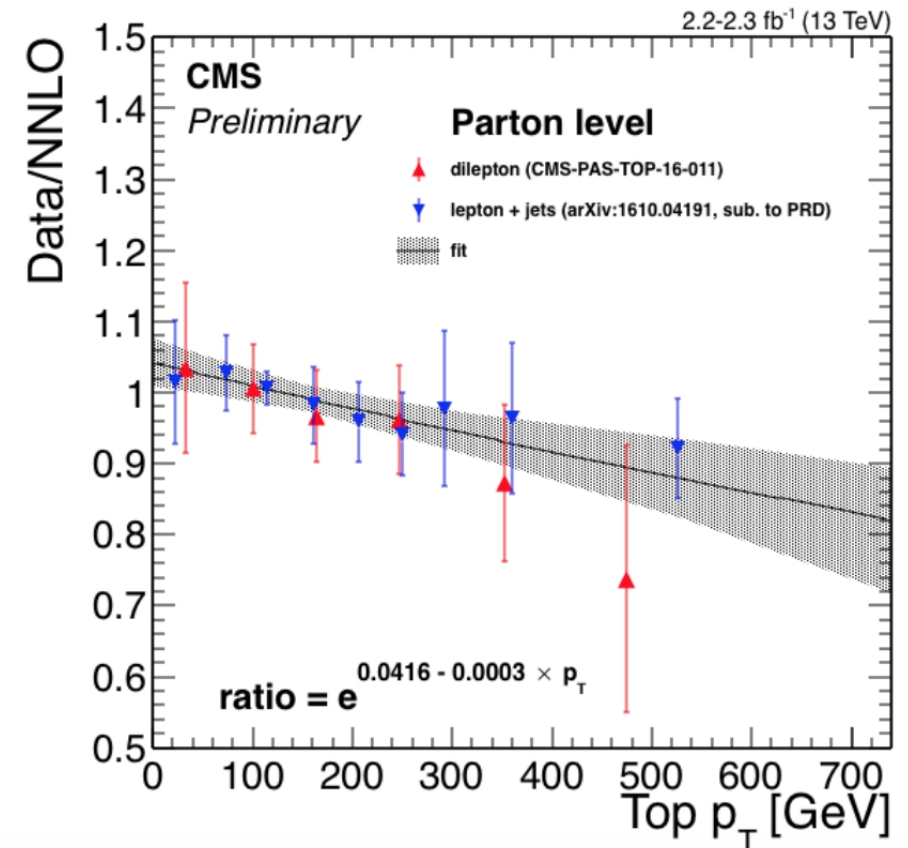 2.2-2.3 fb⁻¹ (13 TeV)
Data/NNLO
1.5
1.4
1.3
1.2
1.1
1
0.9
0.8
0.7
0.6
0.5
CMS
Preliminary
Parton level
dilepton (CMS-PAS-TOP-16-011)
lepton + jets (arXiv:1610.04191, sub. to PRD)
fit
ratio = e^{0.0416 - 0.0003 × p_T}
0 100 200 300 400 500 600 700
Top p_T [GeV]